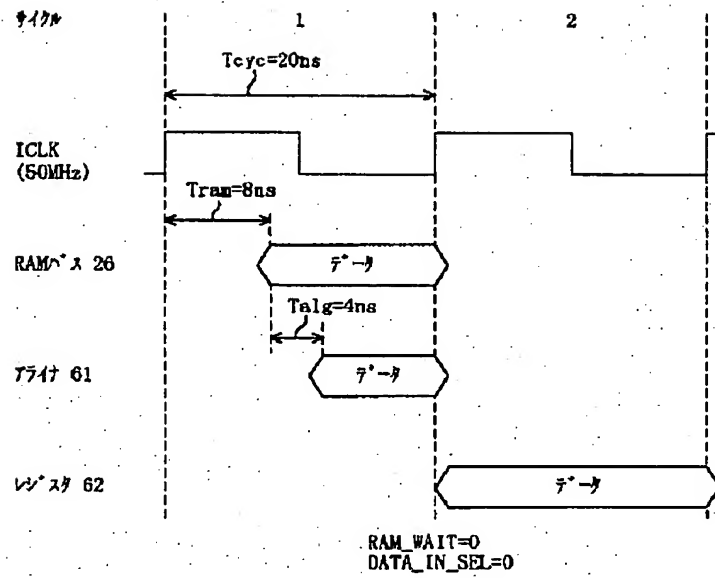 サイクル 1 2
Tcyc=20ns
ICLK
(50MHz)
Tram=8ns
RAMバス 26 データ
Talg=4ns
アライナ 61 データ
レジスタ 62 データ
RAM_WAIT=0
DATA_IN_SEL=0